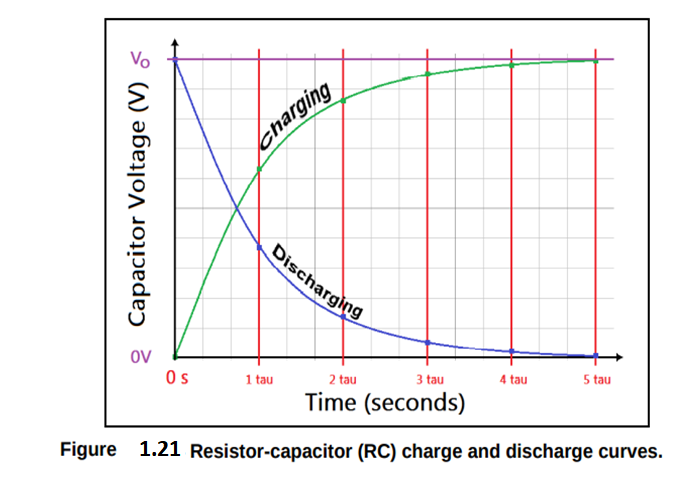 V₀
Capacitor Voltage (V)
Charging
Discharging
0V
0 s
1 tau
2 tau
3 tau
4 tau
5 tau
Time (seconds)
Figure 1.21 Resistor-capacitor (RC) charge and discharge curves.